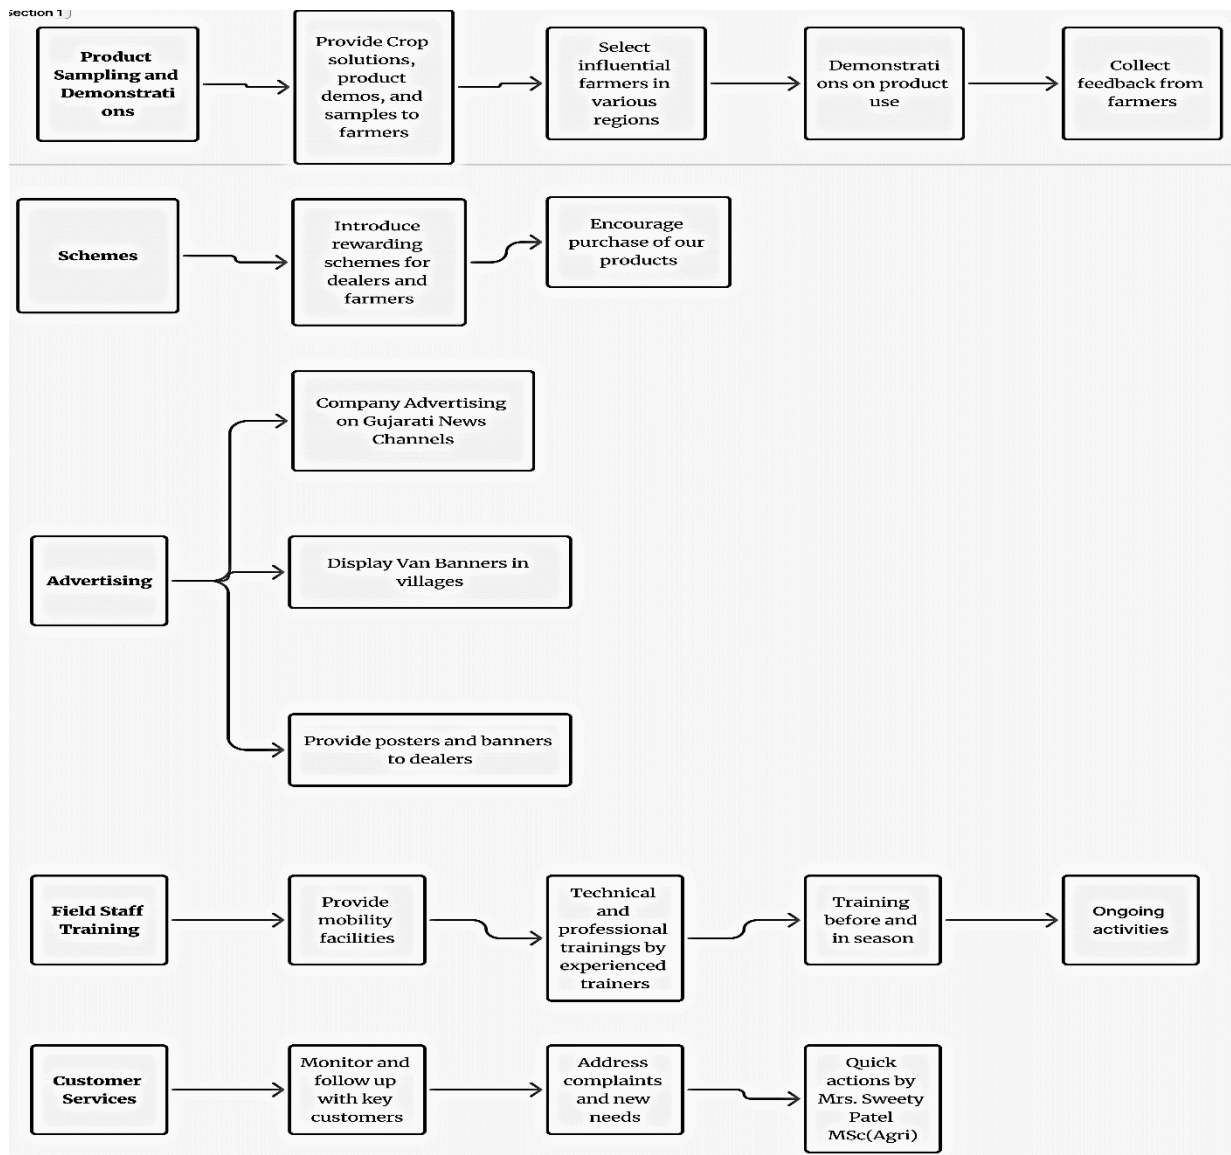 Section 1
Product
Sampling and
Demonstrati
ons
Provide Crop
solutions,
product
demos, and
samples to
farmers
Select
influential
farmers in
various
regions
Demonstrati
ons on product
use
Collect
feedback from
farmers
Schemes
Introduce
rewarding
schemes for
dealers and
farmers
Encourage
purchase of our
products
Company Advertising
on Gujarati News
Channels
Advertising
Display Van Banners in
villages
Provide posters and banners
to dealers
Field Staff
Training
Provide
mobility
facilities
Technical
and
professional
trainings by
experienced
trainers
Training
before and
in season
Ongoing
activities
Customer
Services
Monitor and
follow up
with key
customers
Address
complaints
and new
needs
Quick
actions by
Mrs. Sweety
Patel
MSc(Agri)